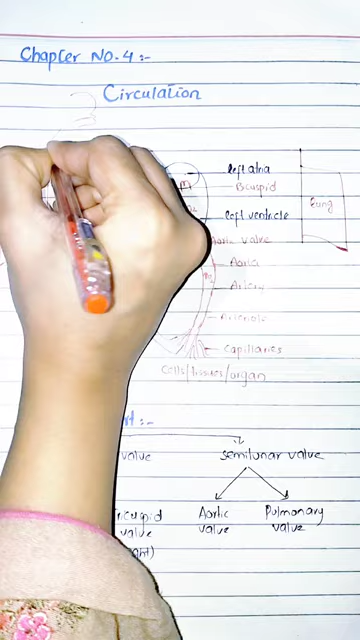 Chapter No. 4 :-
Circulation
left atria
Bicuspid
left ventricle
Aortic valve
Aorta
Artery
Arteriole
Capillaries
Cells/tissues/organ
lung
:-
valve
semilunar valve
Tricuspid valve
Aortic valve
Pulmonary valve